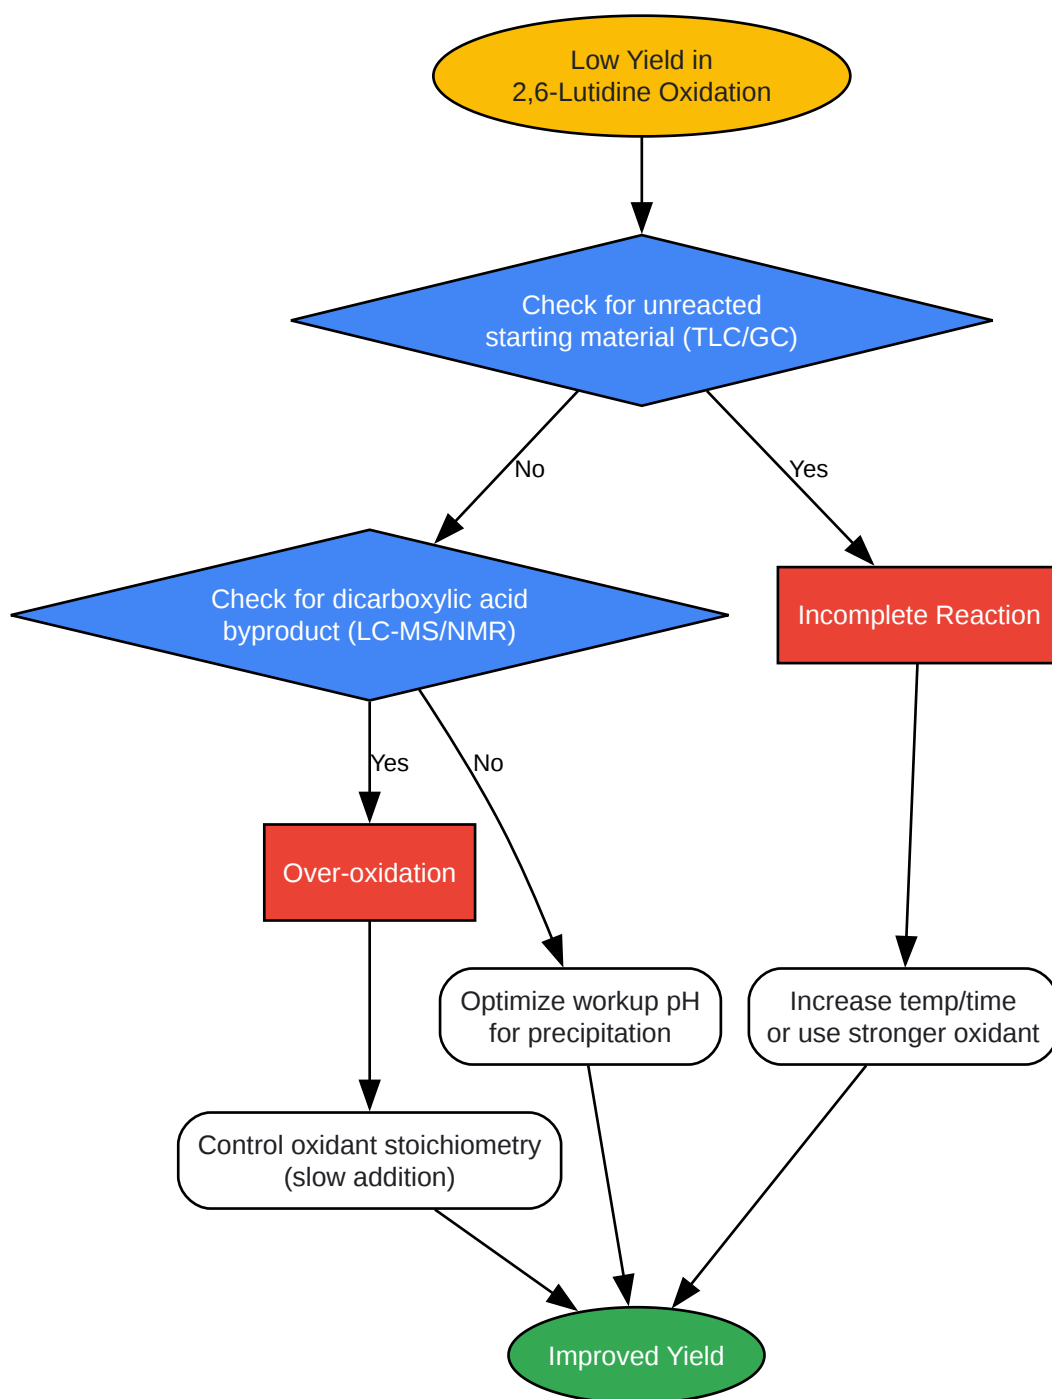 Low Yield in
2,6-Lutidine Oxidation
Check for unreacted
starting material (TLC/GC)
No
Yes
Check for dicarboxylic acid
byproduct (LC-MS/NMR)
Incomplete Reaction
Yes
No
Over-oxidation
Optimize workup pH
for precipitation
Increase temp/time
or use stronger oxidant
Control oxidant stoichiometry
(slow addition)
Improved Yield